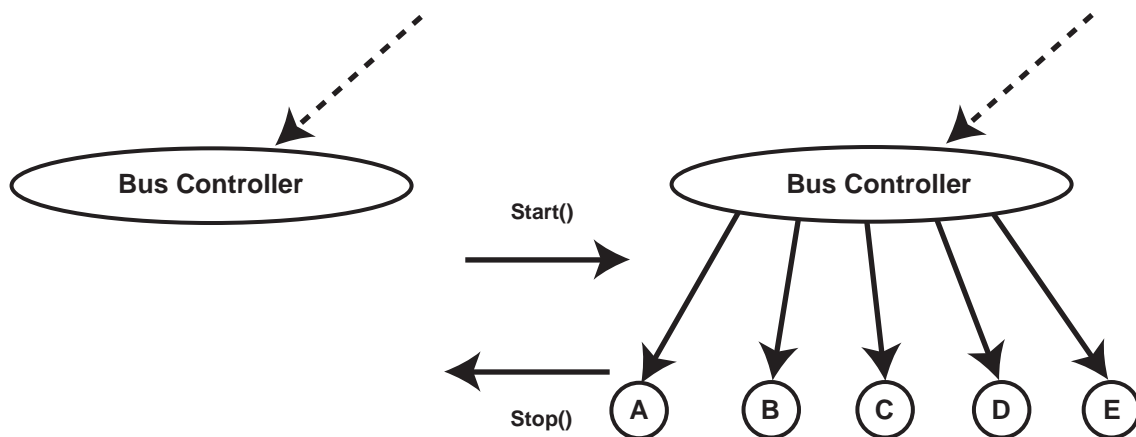 Bus Controller
Bus Controller
Start()
Stop()
A
B
C
D
E